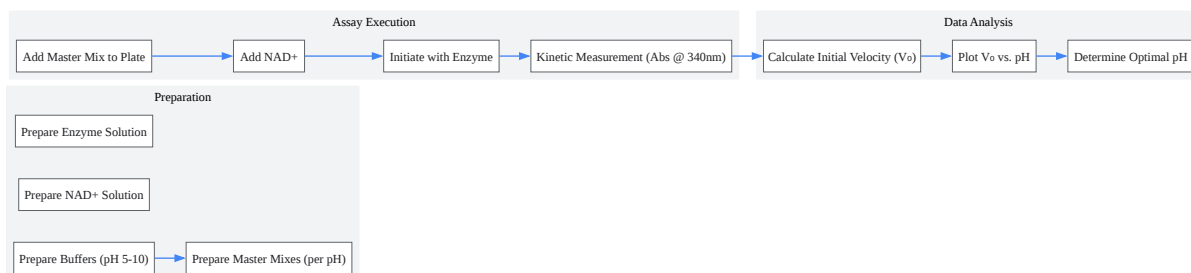 Assay Execution
Add Master Mix to Plate
Add NAD+
Initiate with Enzyme
Kinetic Measurement (Abs @ 340nm)
Data Analysis
Calculate Initial Velocity (V₀)
Plot V₀ vs. pH
Determine Optimal pH
Preparation
Prepare Enzyme Solution
Prepare NAD+ Solution
Prepare Buffers (pH 5-10)
Prepare Master Mixes (per pH)